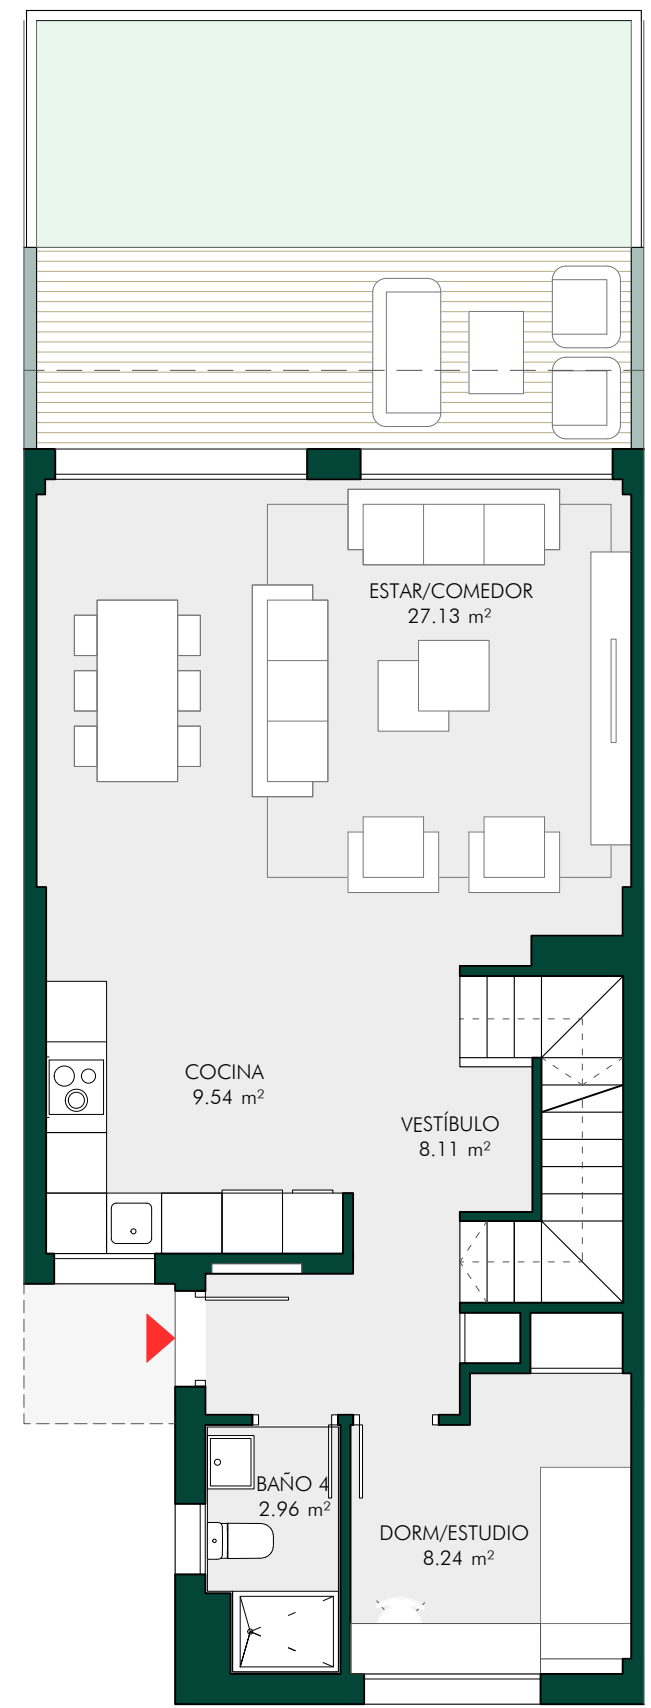 ESTAR/COMEDOR
27.13 m²
COCINA
9.54 m²
VESTÍBULO
8.11 m²
BAÑO 4
2.96 m²
DORM/ESTUDIO
8.24 m²